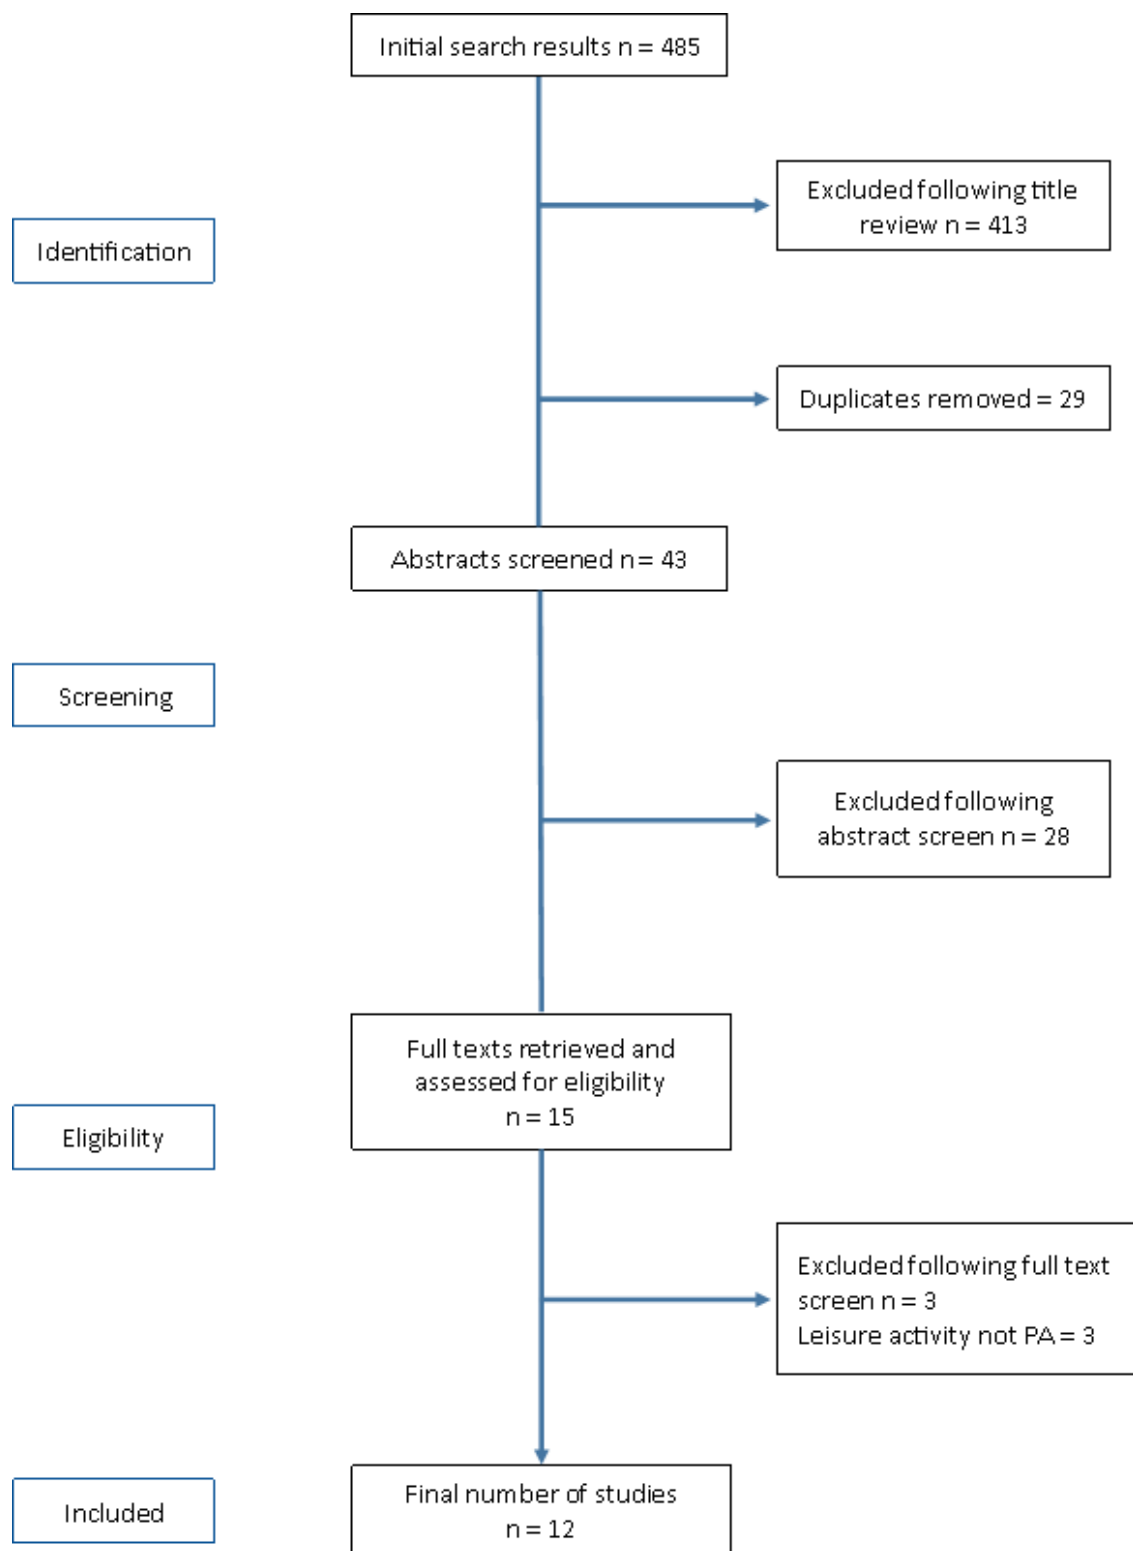 Initial search results n = 485
Excluded following title
review n = 413
Identification
Duplicates removed = 29
Abstracts screened n = 43
Screening
Excluded following
abstract screen n = 28
Full texts retrieved and
assessed for eligibility
n = 15
Eligibility
Excluded following full text
screen n = 3
Leisure activity not PA = 3
Final number of studies
n = 12
Included